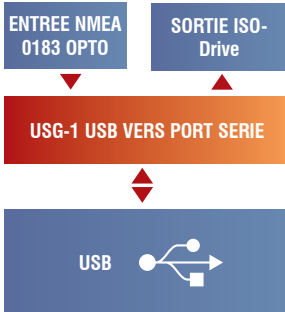 ENTREE NMEA
0183 OPTO
SORTIE ISO-
Drive
USG-1 USB VERS PORT SERIE
USB